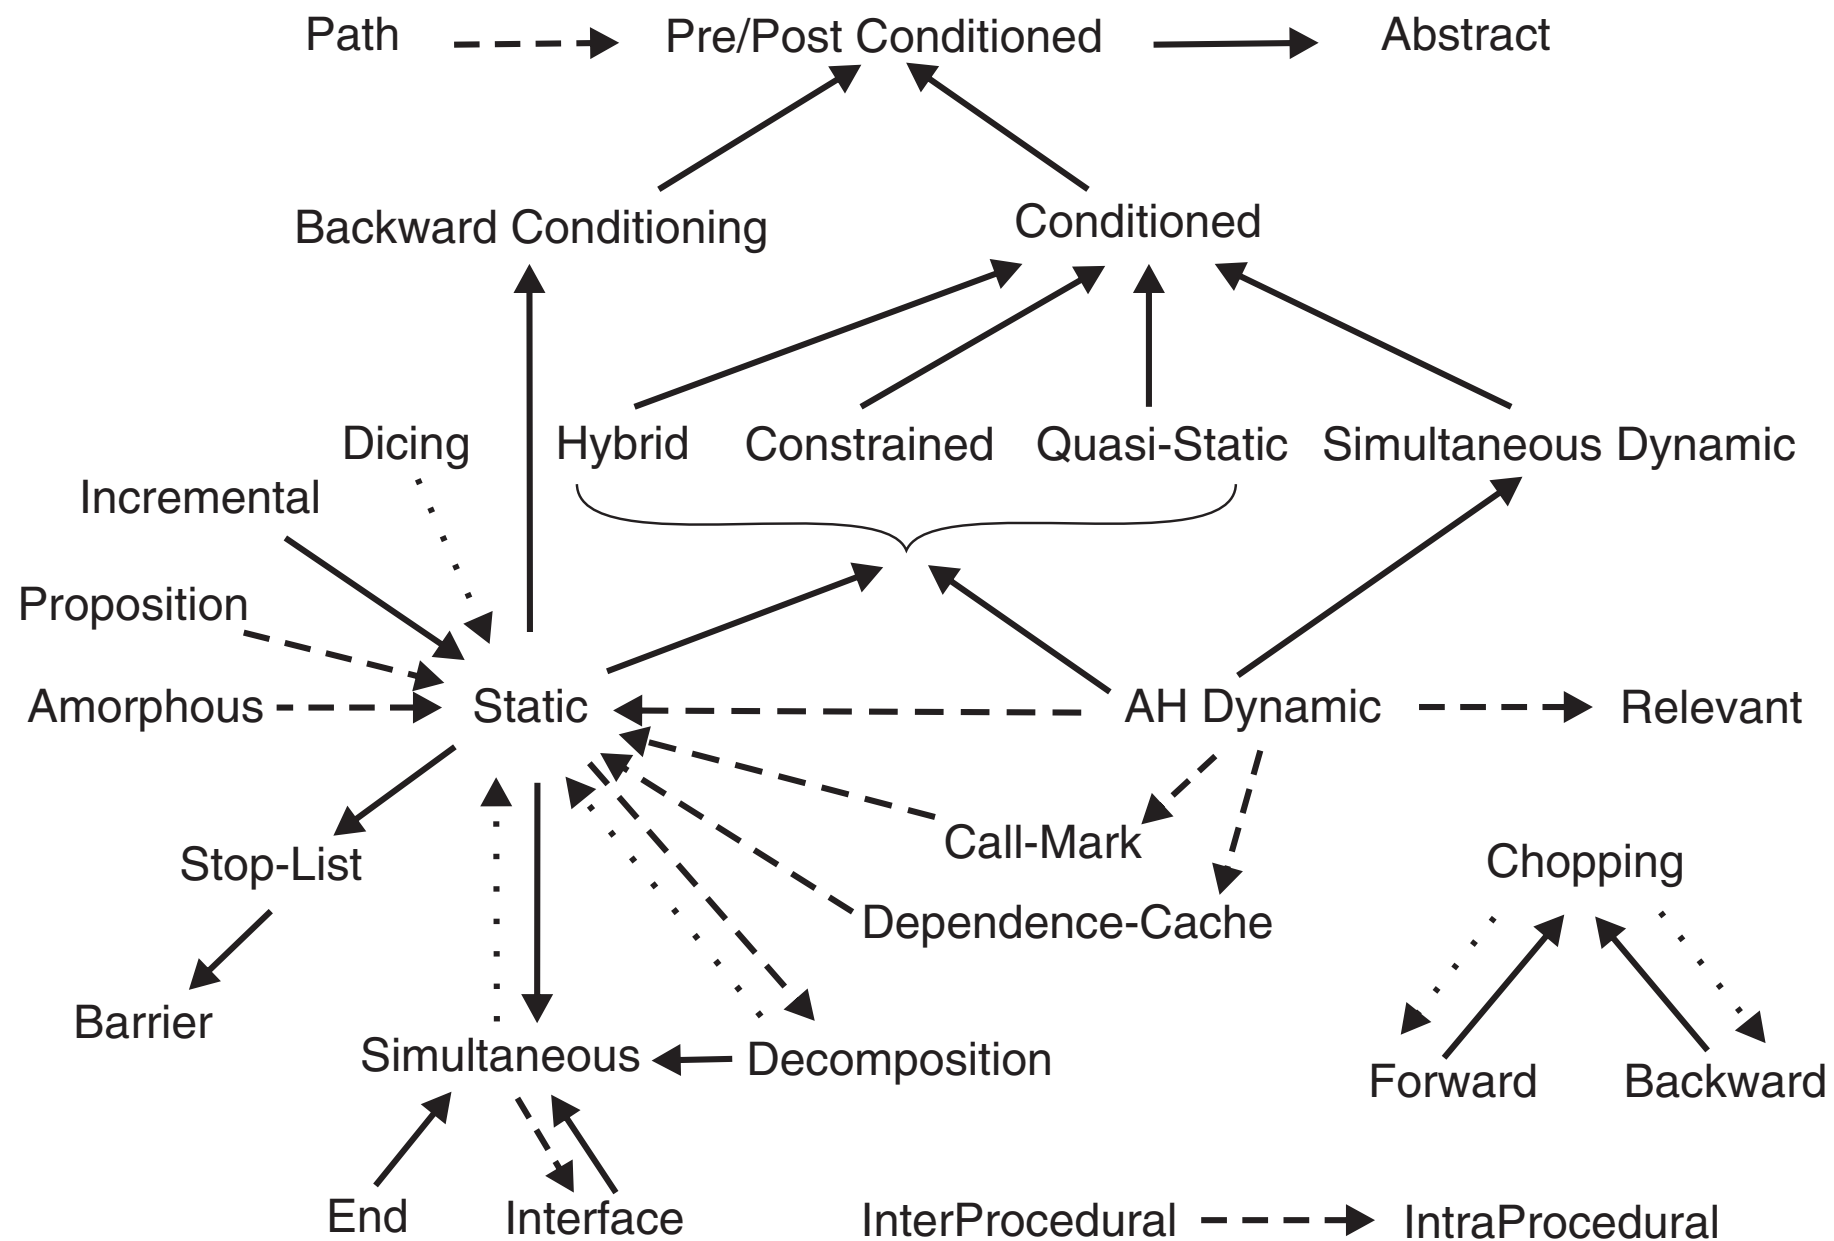 Path
Pre/Post Conditioned
Abstract
Backward Conditioning
Conditioned
Dicing
Hybrid
Constrained
Quasi-Static
Simultaneous Dynamic
Incremental
Proposition
Amorphous
Static
AH Dynamic
Relevant
Call-Mark
Stop-List
Chopping
Dependence-Cache
Barrier
Simultaneous
Decomposition
Forward
Backward
End
Interface
InterProcedural
IntraProcedural